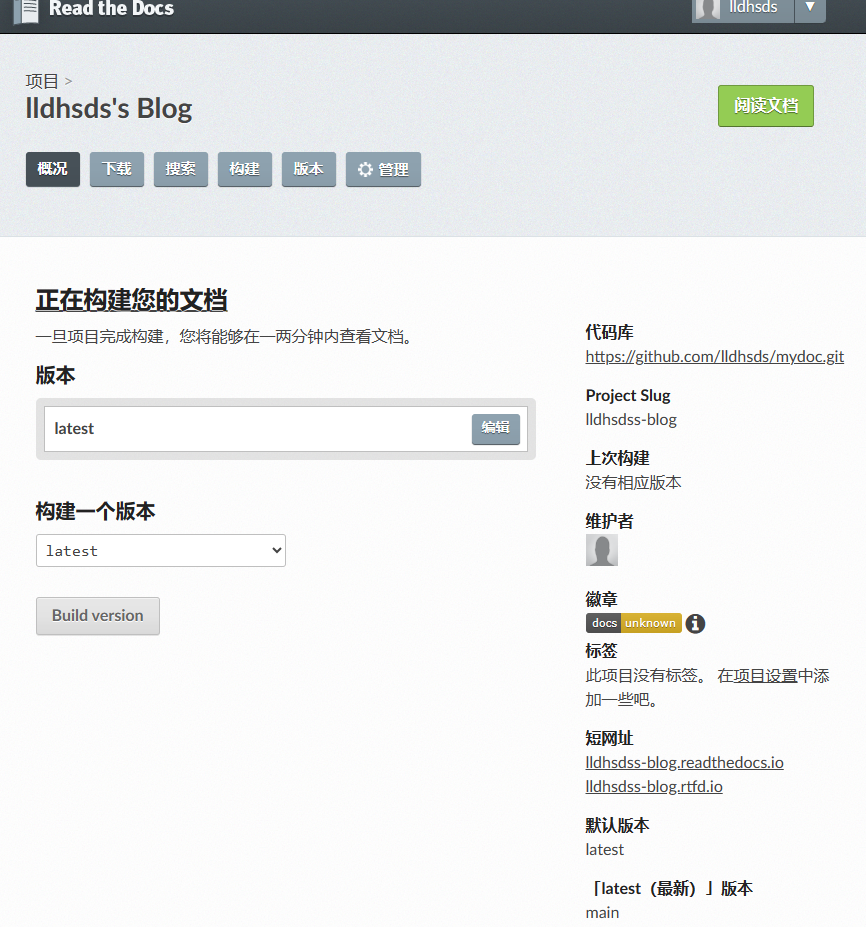 Read the Docs
lldhsds ▼
项目 >
lldhsds's Blog
阅读文档
概况 下载 搜索 构建 版本 管理
正在构建您的文档
一旦项目完成构建，您将能够在一两分钟内查看文档。
版本
latest 编辑
构建一个版本
latest
Build version
代码库
https://github.com/lldhsds/mydoc.git
Project Slug
lldhsdss-blog
上次构建
没有相应版本
维护者
徽章
docs unknown
标签
此项目没有标签。 在项目设置中添
加一些吧。
短网址
lldhsdss-blog.readthedocs.io
lldhsdss-blog.rtfd.io
默认版本
latest
「latest（最新）」版本
main